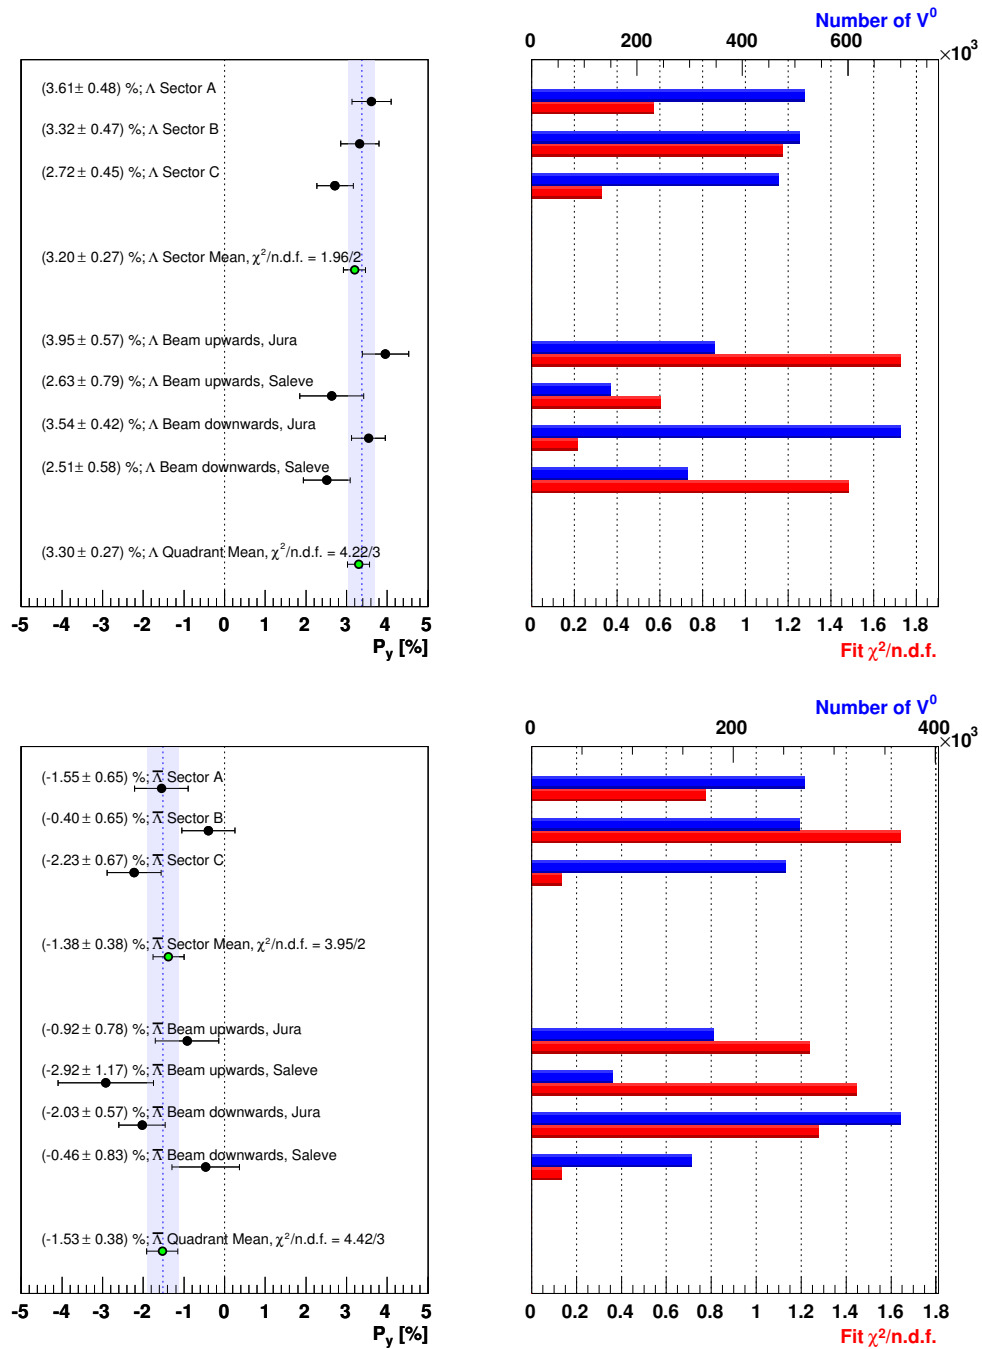 Number of V⁰
0 200 400 600 ×10³
(3.61 ± 0.48) %; Λ Sector A
(3.32 ± 0.47) %; Λ Sector B
(2.72 ± 0.45) %; Λ Sector C
(3.20 ± 0.27) %; Λ Sector Mean, χ²/n.d.f. = 1.96/2
(3.95 ± 0.57) %; Λ Beam upwards, Jura
(2.63 ± 0.79) %; Λ Beam upwards, Saleve
(3.54 ± 0.42) %; Λ Beam downwards, Jura
(2.51 ± 0.58) %; Λ Beam downwards, Saleve
(3.30 ± 0.27) %; Λ Quadrant Mean, χ²/n.d.f. = 4.22/3
-5 -4 -3 -2 -1 0 1 2 3 4 5
P_y [%]
0 0.2 0.4 0.6 0.8 1 1.2 1.4 1.6 1.8
Fit χ²/n.d.f.
Number of V⁰
0 200 400 ×10³
(-1.55 ± 0.65) %; Λ̅ Sector A
(-0.40 ± 0.65) %; Λ̅ Sector B
(-2.23 ± 0.67) %; Λ̅ Sector C
(-1.38 ± 0.38) %; Λ̅ Sector Mean, χ²/n.d.f. = 3.95/2
(-0.92 ± 0.78) %; Λ̅ Beam upwards, Jura
(-2.92 ± 1.17) %; Λ̅ Beam upwards, Saleve
(-2.03 ± 0.57) %; Λ̅ Beam downwards, Jura
(-0.46 ± 0.83) %; Λ̅ Beam downwards, Saleve
(-1.53 ± 0.38) %; Λ̅ Quadrant Mean, χ²/n.d.f. = 4.42/3
-5 -4 -3 -2 -1 0 1 2 3 4 5
P_y [%]
0 0.2 0.4 0.6 0.8 1 1.2 1.4 1.6 1.8
Fit χ²/n.d.f.